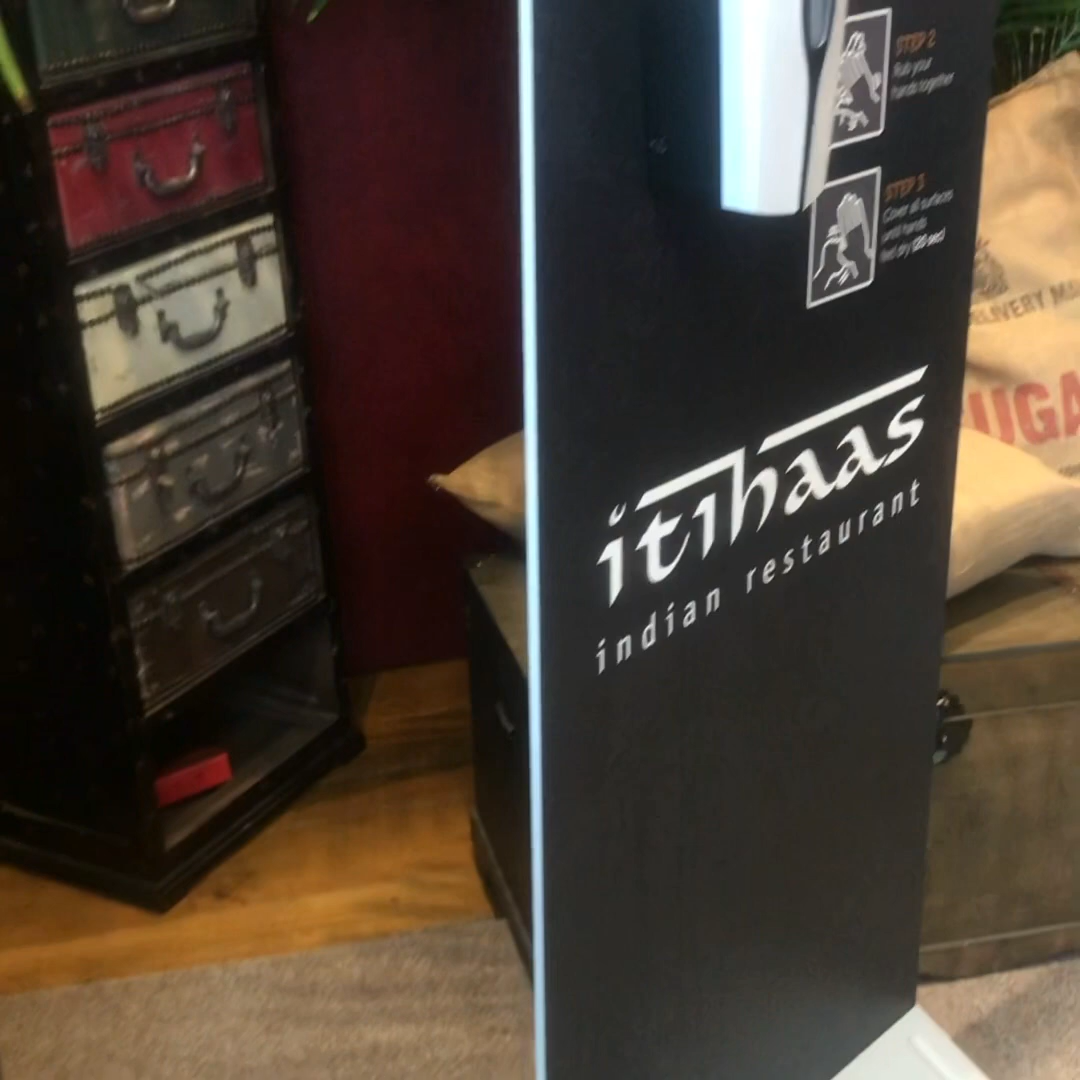 STEP 2
Rub your
hands together
STEP 3
Cover all surfaces
until hands
feel dry (20 sec)
itihaas
indian restaurant